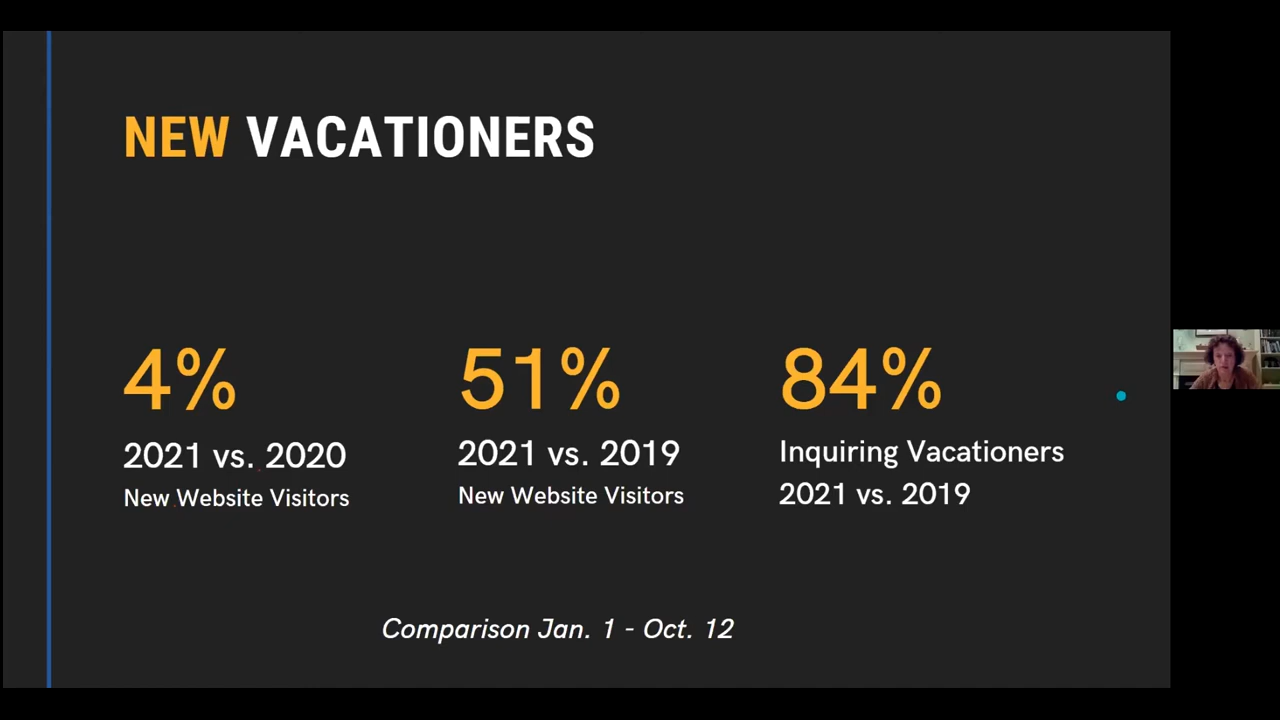 NEW VACATIONERS
4%
2021 vs. 2020
New Website Visitors
51%
2021 vs. 2019
New Website Visitors
84%
Inquiring Vacationers
2021 vs. 2019
Comparison Jan. 1 - Oct. 12